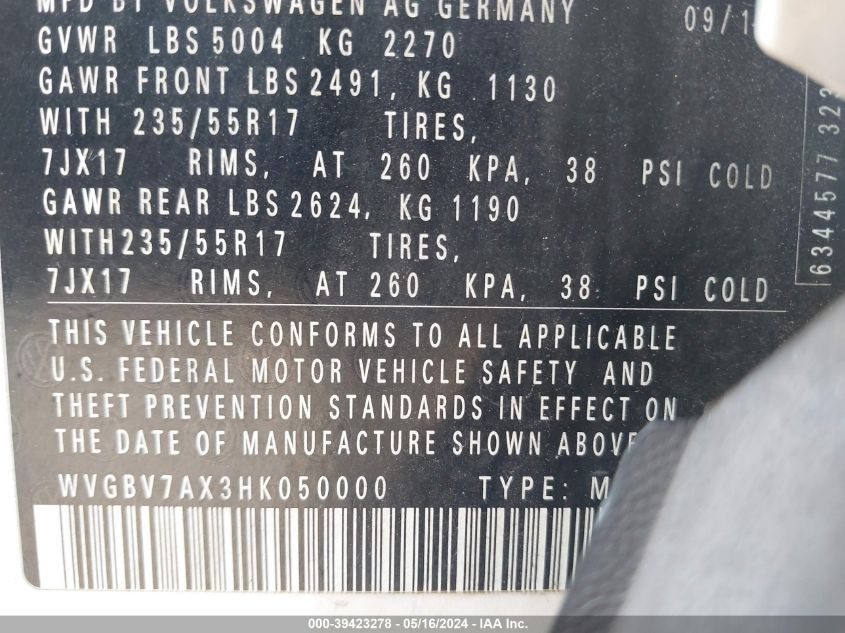 MFD BY VOLKSWAGEN AG GERMANY 09/1
GVWR LBS 5004 KG 2270
GAWR FRONT LBS 2491, KG 1130
WITH 235/55R17 TIRES,
7JX17 RIMS, AT 260 KPA, 38 PSI COLD
GAWR REAR LBS 2624, KG 1190
WITH 235/55R17 TIRES,
7JX17 RIMS, AT 260 KPA, 38 PSI COLD
THIS VEHICLE CONFORMS TO ALL APPLICABLE
U.S. FEDERAL MOTOR VEHICLE SAFETY AND
THEFT PREVENTION STANDARDS IN EFFECT ON
THE DATE OF MANUFACTURE SHOWN ABOVE
WVGBV7AX3HK050000 TYPE: M
6344577 323
000-39423278 - 05/16/2024 - IAA Inc.